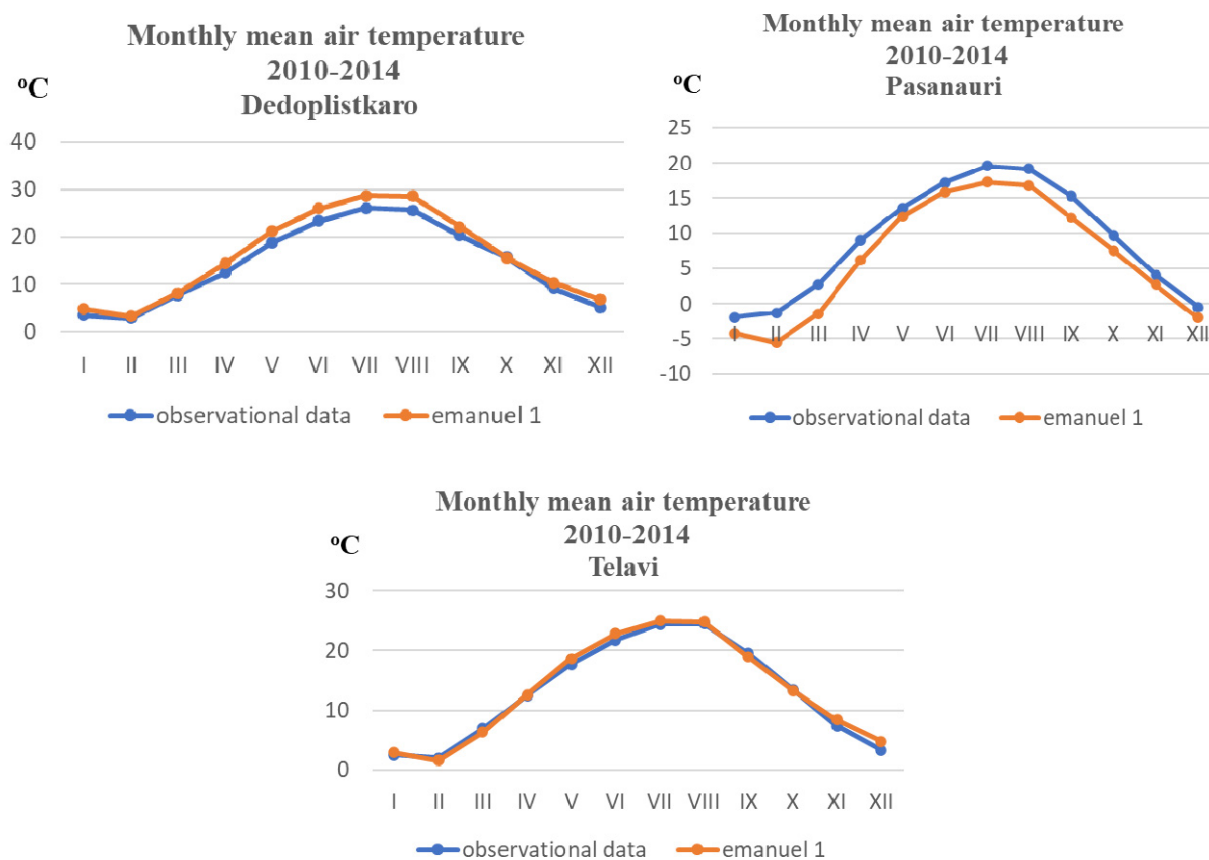 Monthly mean air temperature
2010-2014
Dedoplistkaro
ºC
40
30
20
10
0
I II III IV V VI VII VIII IX X XI XII
observational data emanuel 1
Monthly mean air temperature
2010-2014
Pasanauri
ºC
25
20
15
10
5
0
-5
-10
I II III IV V VI VII VIII IX X XI XII
observational data emanuel 1
Monthly mean air temperature
2010-2014
Telavi
ºC
30
20
10
0
I II III IV V VI VII VIII IX X XI XII
observational data emanuel 1